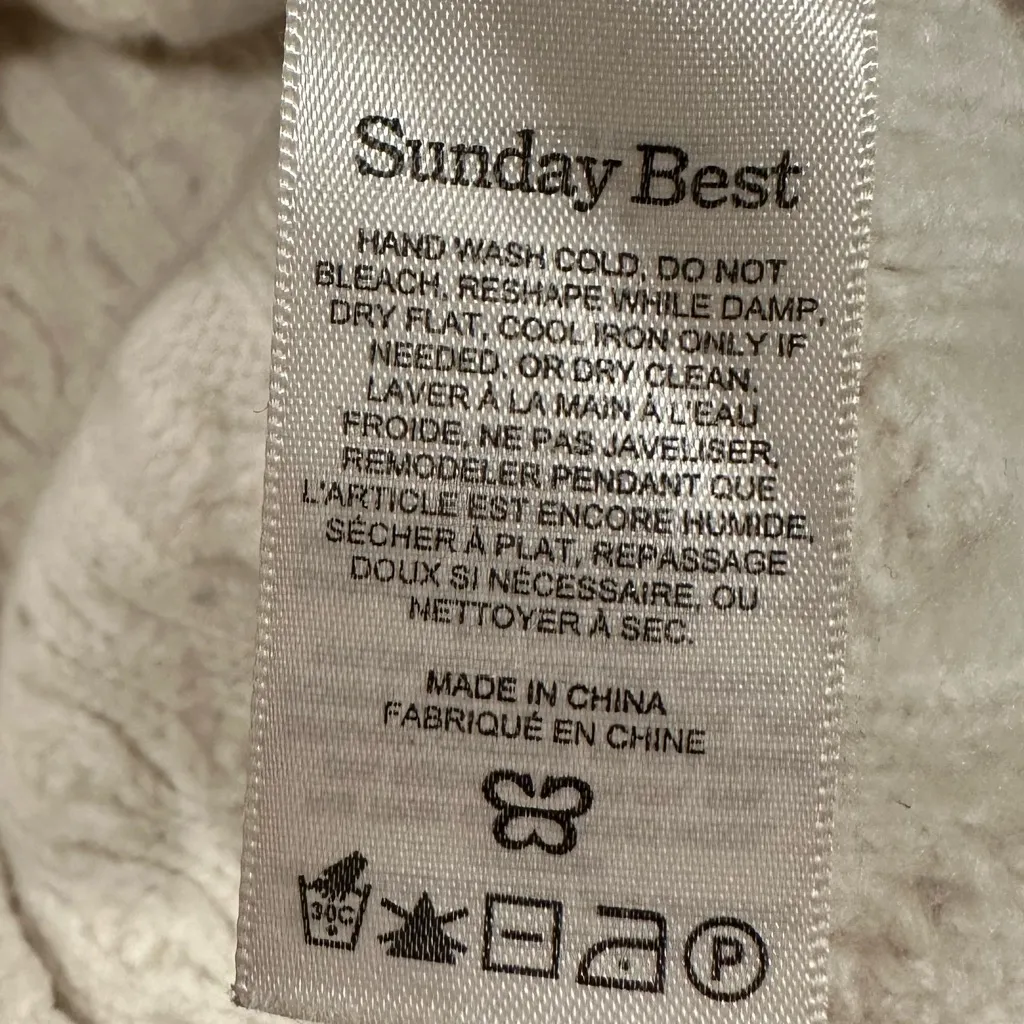 Sunday Best
HAND WASH COLD, DO NOT
BLEACH, RESHAPE WHILE DAMP,
DRY FLAT, COOL IRON ONLY IF
NEEDED, OR DRY CLEAN.
LAVER À LA MAIN À L'EAU
FROIDE, NE PAS JAVELISER,
REMODELER PENDANT QUE
L'ARTICLE EST ENCORE HUMIDE,
SÉCHER À PLAT, REPASSAGE
DOUX SI NÉCESSAIRE, OU
NETTOYER À SEC.
MADE IN CHINA
FABRIQUÉ EN CHINE
30C P